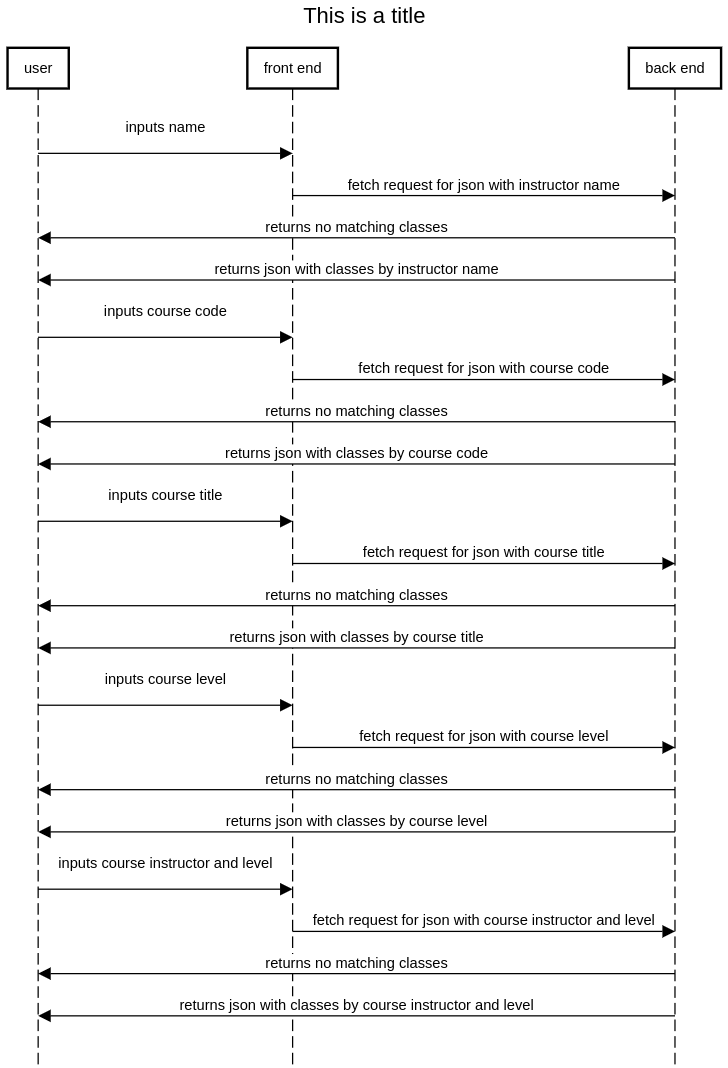 This is a title
user
front end
back end
inputs name
fetch request for json with instructor name
returns no matching classes
returns json with classes by instructor name
inputs course code
fetch request for json with course code
returns no matching classes
returns json with classes by course code
inputs course title
fetch request for json with course title
returns no matching classes
returns json with classes by course title
inputs course level
fetch request for json with course level
returns no matching classes
returns json with classes by course level
inputs course instructor and level
fetch request for json with course instructor and level
returns no matching classes
returns json with classes by course instructor and level